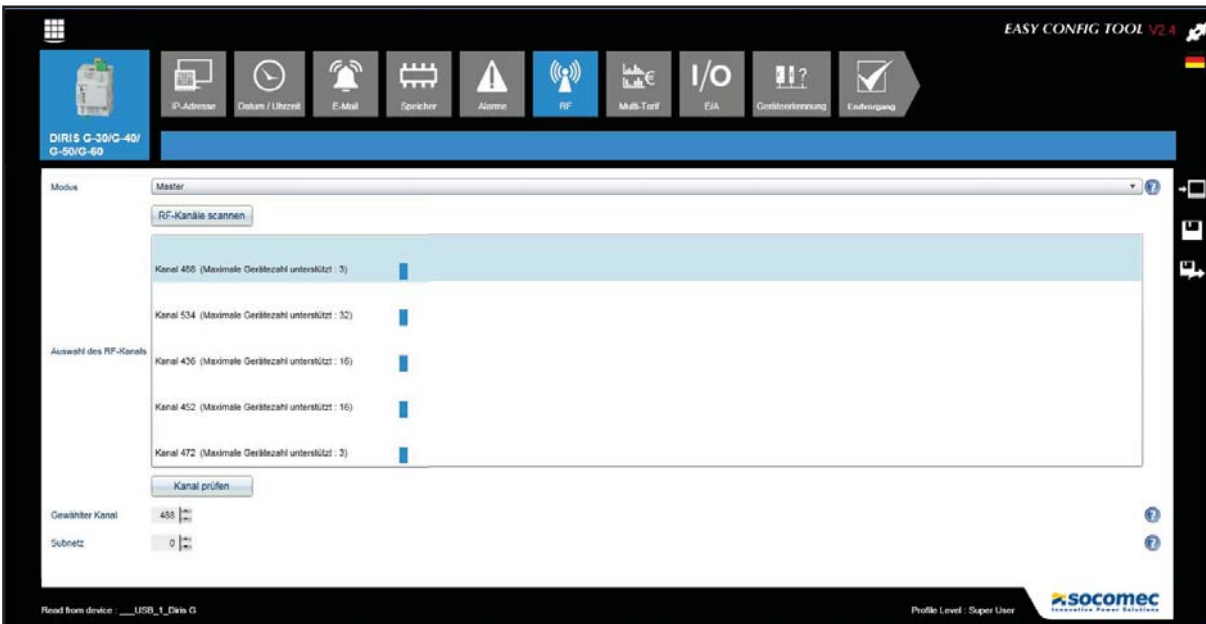 EASY CONFIG TOOL V2.4
IP-Adresse
Datum / Uhrzeit
E-Mail
Speicher
Alarme
RF
Multi-Tarif
I/O
E/A
Geräteerkennung
Endvorgang
DIRIS G-30/G-40/
G-50/G-60
Modus
Master
RF-Kanäle scannen
Kanal 488 (Maximale Gerätezahl unterstützt : 3)
Kanal 534 (Maximale Gerätezahl unterstützt : 32)
Auswahl des RF-Kanals
Kanal 436 (Maximale Gerätezahl unterstützt : 16)
Kanal 452 (Maximale Gerätezahl unterstützt : 16)
Kanal 472 (Maximale Gerätezahl unterstützt : 3)
Kanal prüfen
Gewählter Kanal
488
Subnetz
0
Read from device : ___USB_1_Diris G
Profile Level : Super User
socomec
Innovative Power Solutions